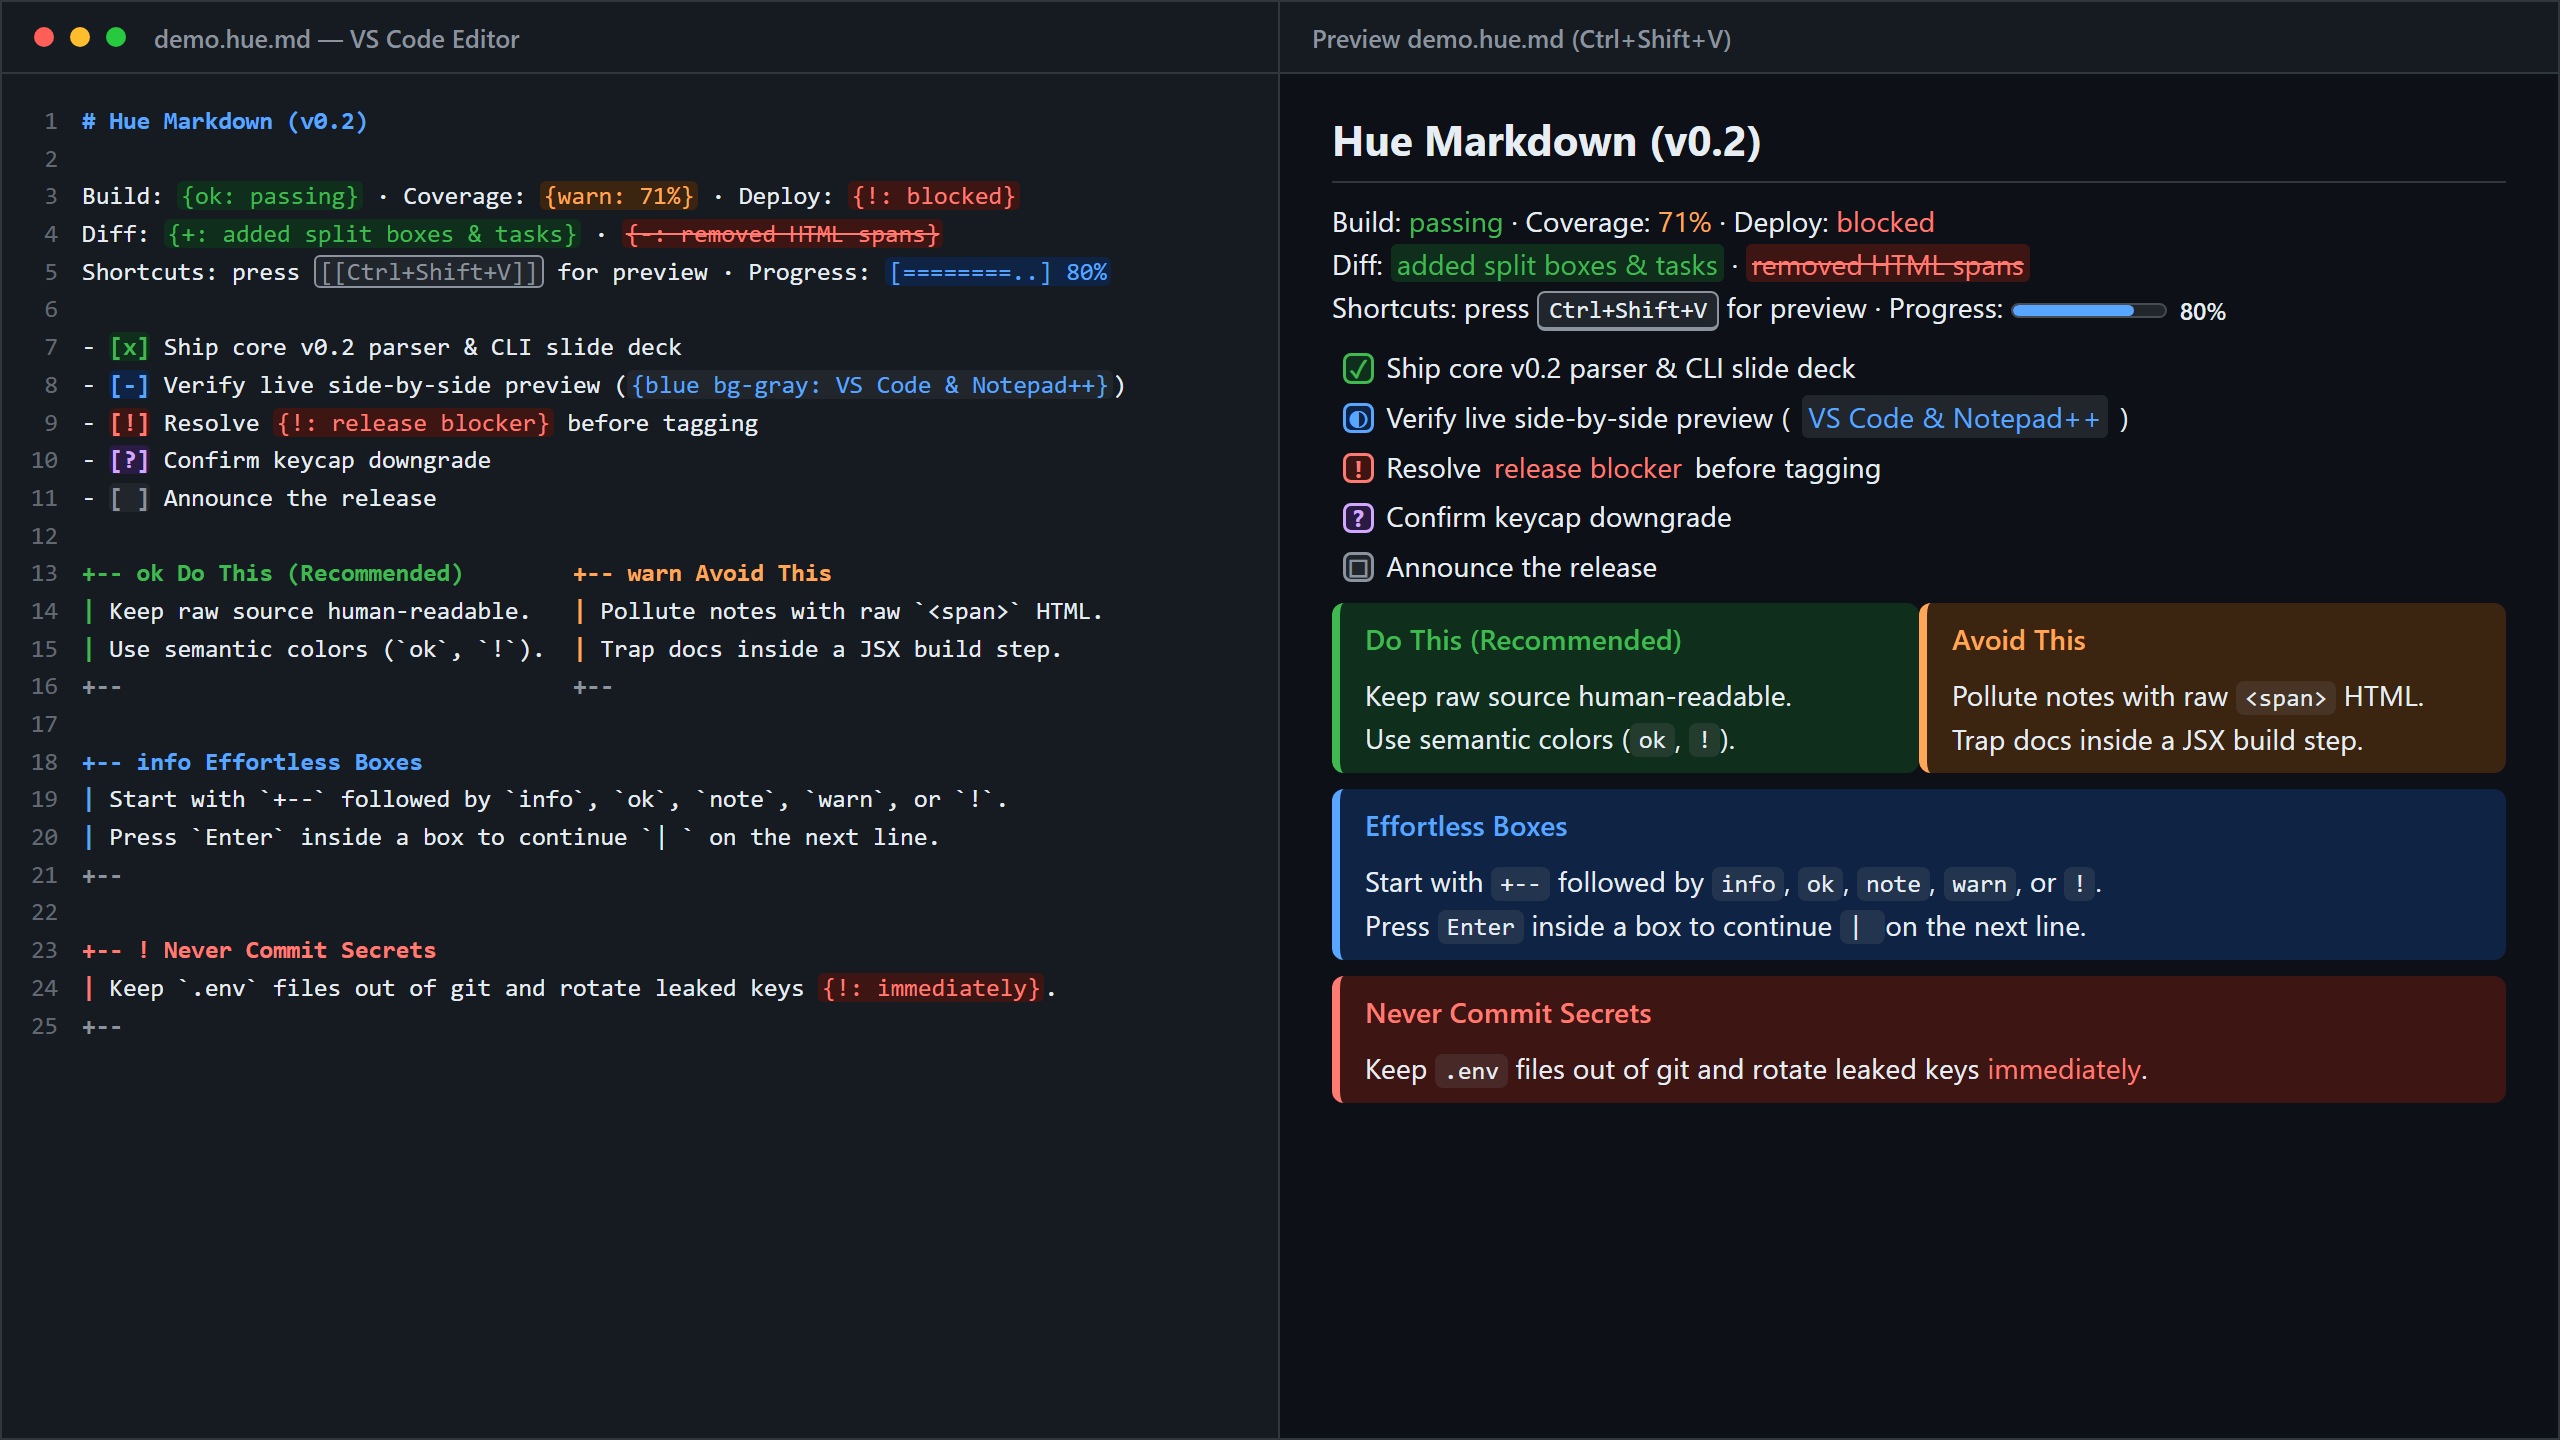 demo.hue.md — VS Code Editor
1 # Hue Markdown (v0.2)
2
3 Build: {ok: passing} · Coverage: {warn: 71%} · Deploy: {!: blocked}
4 Diff: {+: added split boxes & tasks} · {-: removed HTML spans}
5 Shortcuts: press [[Ctrl+Shift+V]] for preview · Progress: [========..] 80%
6
7 - [x] Ship core v0.2 parser & CLI slide deck
8 - [-] Verify live side-by-side preview ({blue bg-gray: VS Code & Notepad++})
9 - [!] Resolve {!: release blocker} before tagging
10 - [?] Confirm keycap downgrade
11 - [ ] Announce the release
12
13 +-- ok Do This (Recommended)        +-- warn Avoid This
14 | Keep raw source human-readable.   | Pollute notes with raw `<span>` HTML.
15 | Use semantic colors (`ok`, `!`).  | Trap docs inside a JSX build step.
16 +--                                 +--
17
18 +-- info Effortless Boxes
19 | Start with `+--` followed by `info`, `ok`, `note`, `warn`, or `!`.
20 | Press `Enter` inside a box to continue `| ` on the next line.
21 +--
22
23 +-- ! Never Commit Secrets
24 | Keep `.env` files out of git and rotate leaked keys {!: immediately}.
25 +--
Preview demo.hue.md (Ctrl+Shift+V)
Hue Markdown (v0.2)
Build: passing · Coverage: 71% · Deploy: blocked
Diff: added split boxes & tasks · removed HTML spans
Shortcuts: press Ctrl+Shift+V for preview · Progress: 80%
✓ Ship core v0.2 parser & CLI slide deck
◐ Verify live side-by-side preview ( VS Code & Notepad++ )
! Resolve release blocker before tagging
? Confirm keycap downgrade
☐ Announce the release
Do This (Recommended)
Keep raw source human-readable.
Use semantic colors (ok, !).
Avoid This
Pollute notes with raw <span> HTML.
Trap docs inside a JSX build step.
Effortless Boxes
Start with +-- followed by info, ok, note, warn, or !.
Press Enter inside a box to continue | on the next line.
Never Commit Secrets
Keep .env files out of git and rotate leaked keys immediately.